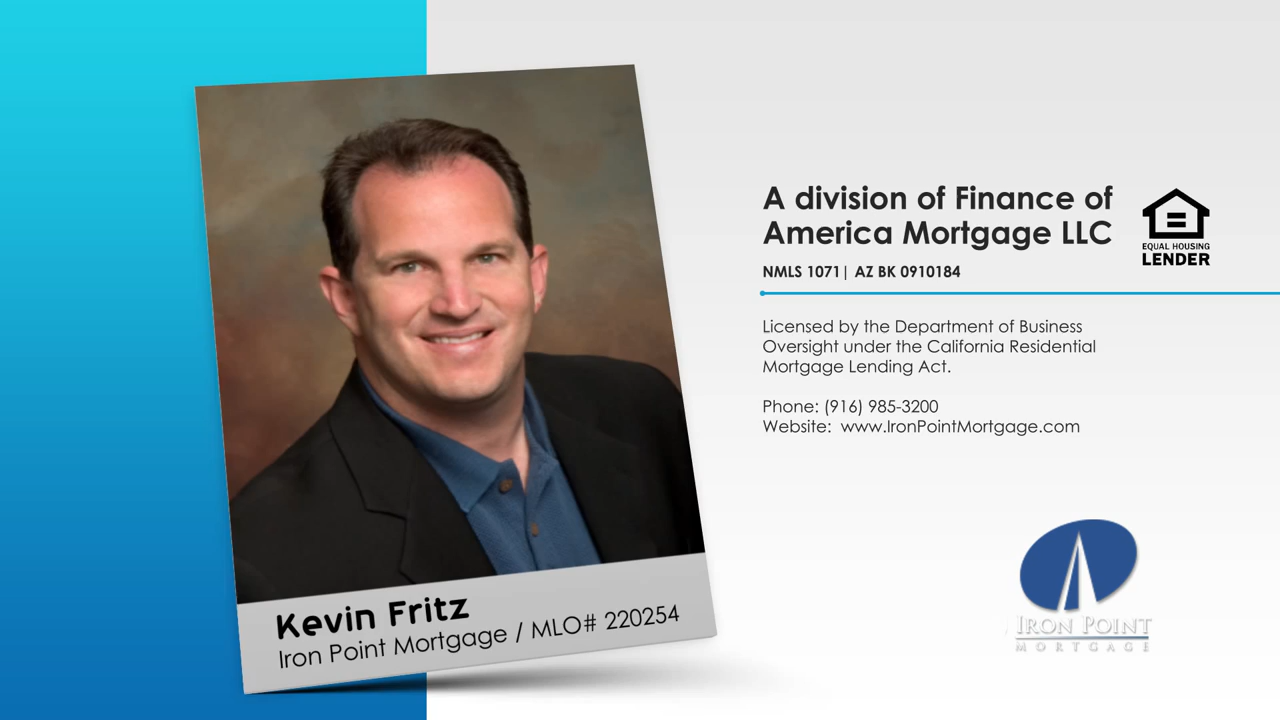 Kevin Fritz
Iron Point Mortgage / MLO# 220254
A division of Finance of
America Mortgage LLC
EQUAL HOUSING
LENDER
NMLS 1071| AZ BK 0910184
Licensed by the Department of Business
Oversight under the California Residential
Mortgage Lending Act.
Phone: (916) 985-3200
Website:  www.IronPointMortgage.com
IRON POINT
MORTGAGE